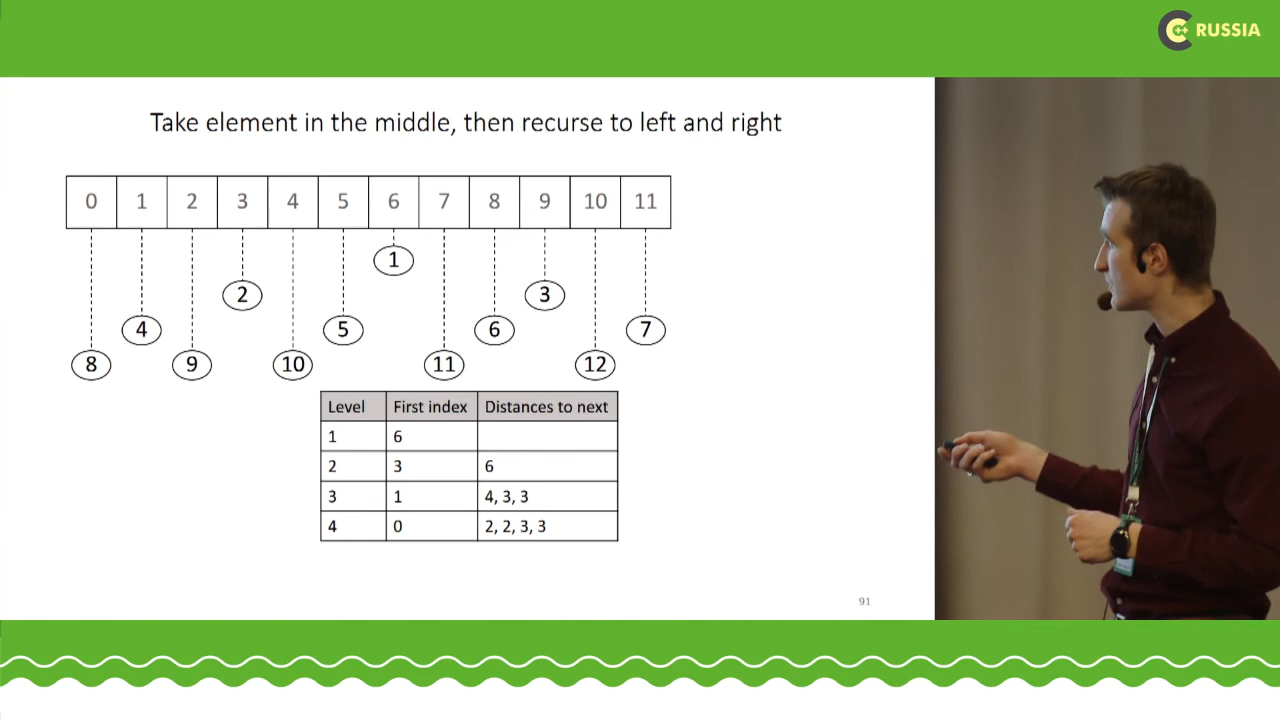 C++ RUSSIA
Take element in the middle, then recurse to left and right
0 1 2 3 4 5 6 7 8 9 10 11
1
2 3
4 5 6 7
8 9 10 11 12
Level First index Distances to next
1 6
2 3 6
3 1 4, 3, 3
4 0 2, 2, 3, 3
91